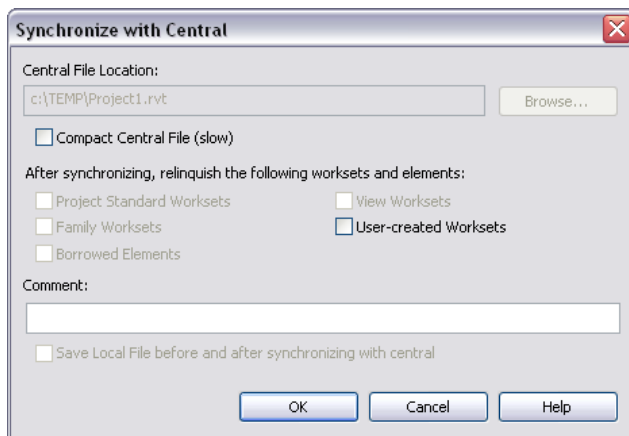 Synchronize with Central
Central File Location:
c:\TEMP\Project1.rvt
Browse...
Compact Central File (slow)
After synchronizing, relinquish the following worksets and elements:
Project Standard Worksets
View Worksets
Family Worksets
User-created Worksets
Borrowed Elements
Comment:
Save Local File before and after synchronizing with central
OK
Cancel
Help